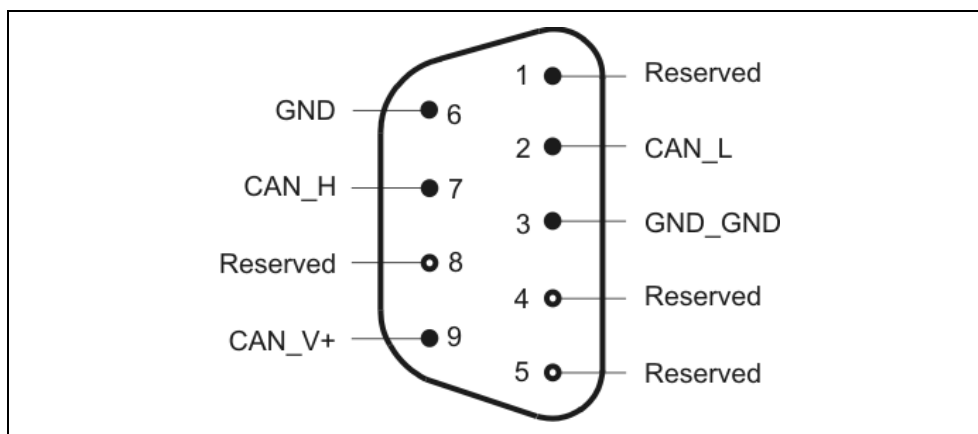 1 Reserved
GND 6
2 CAN_L
CAN_H 7
3 GND_GND
Reserved 8
4 Reserved
CAN_V+ 9
5 Reserved